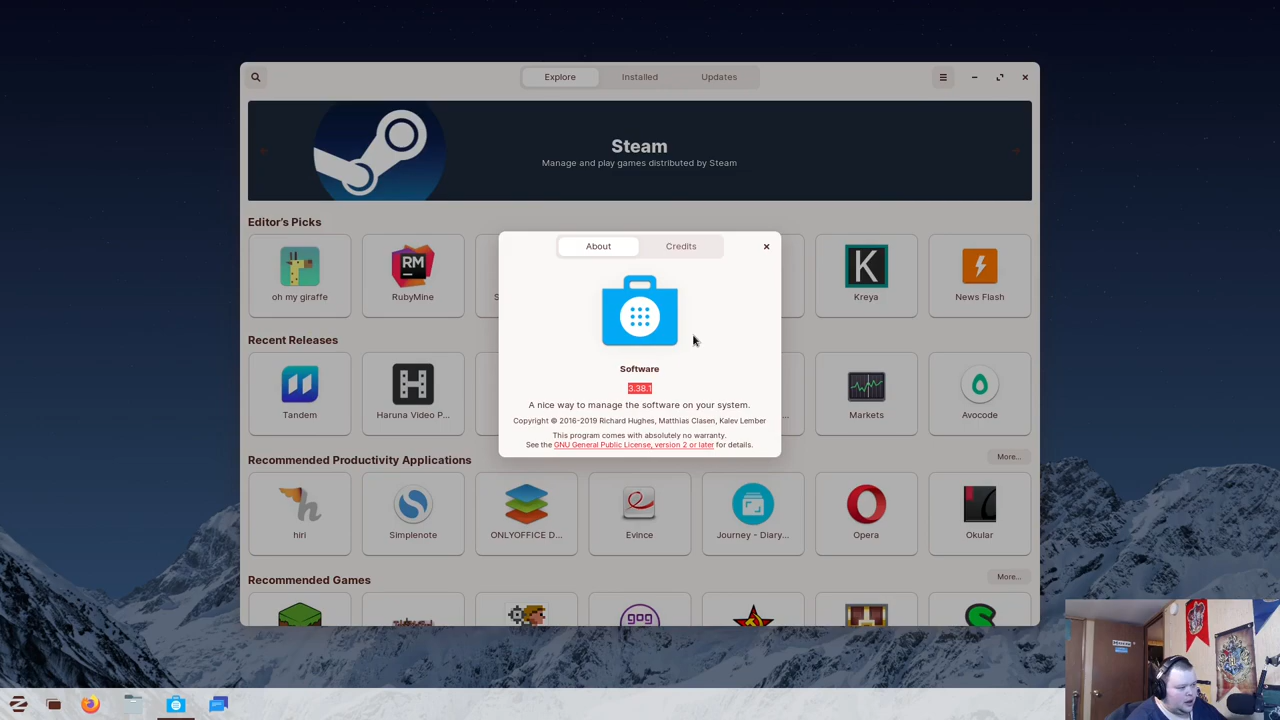 Explore Installed Updates
Steam
Manage and play games distributed by Steam
Editor's Picks
oh my giraffe
RubyMine
Kreya
News Flash
About Credits
Software
3.38.1
A nice way to manage the software on your system.
Copyright © 2016-2019 Richard Hughes, Matthias Clasen, Kalev Lember
This program comes with absolutely no warranty.
See the GNU General Public License, version 2 or later for details.
Recent Releases
Tandem
Haruna Video P...
Markets
Avocode
Recommended Productivity Applications
More...
hiri
Simplenote
ONLYOFFICE D...
Evince
Journey - Diary...
Opera
Okular
Recommended Games
More...
RM
K
gog
S